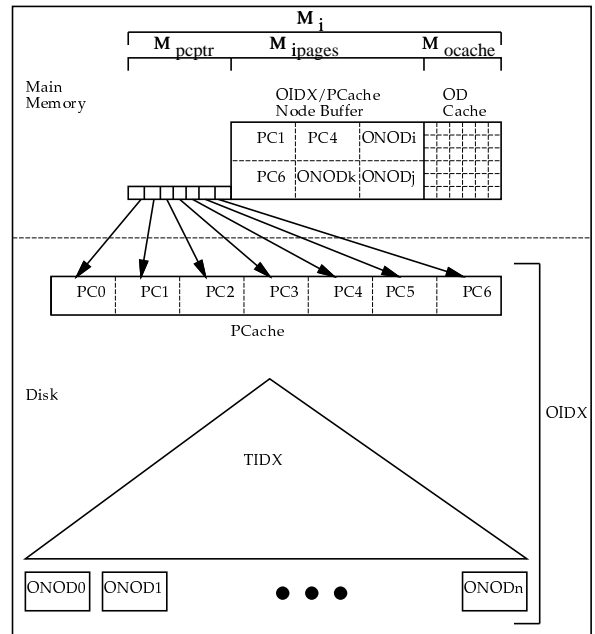 M i
M pcptr M ipages M ocache
Main
Memory
OIDX/PCache
Node Buffer
OD
Cache
PC1 PC4 ONODi
PC6 ONODk ONODj
PC0 PC1 PC2 PC3 PC4 PC5 PC6
PCache
Disk
OIDX
TIDX
ONOD0 ONOD1 ONODn